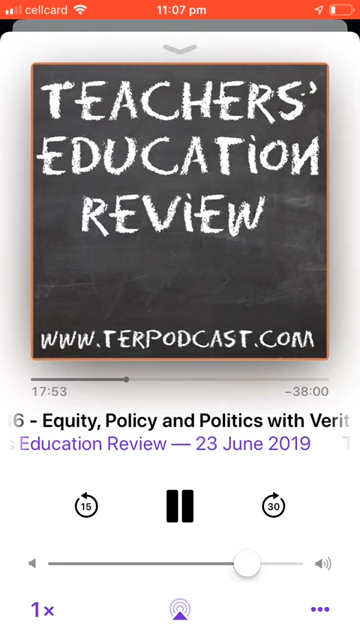 cellcard 11:07 pm
TEACHERS'
EDUCATION
REVIEW
WWW.TERPODCAST.COM
17:53 −38:00
6 - Equity, Policy and Politics with Verit
s Education Review — 23 June 2019 T
15 30
1×